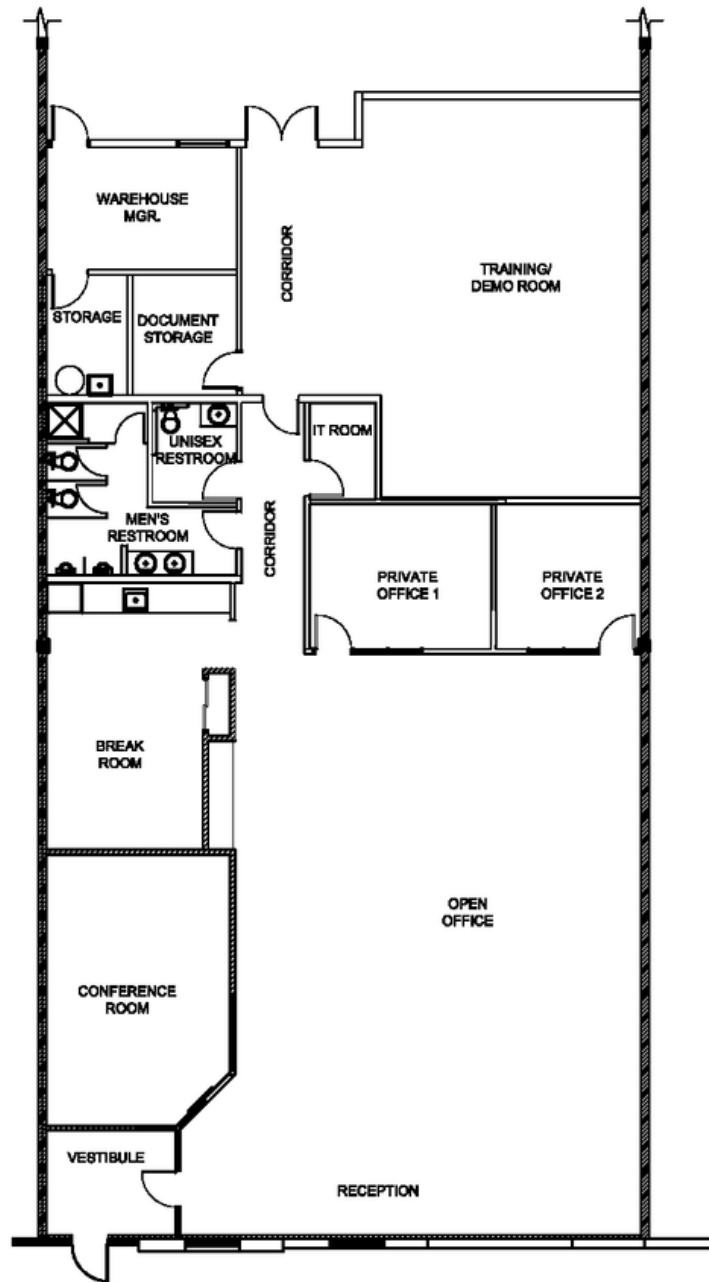 WAREHOUSE
MGR.
CORRIDOR
TRAINING/
DEMO ROOM
STORAGE
DOCUMENT
STORAGE
UNISEX
RESTROOM
IT ROOM
MEN'S
RESTROOM
CORRIDOR
PRIVATE
OFFICE 1
PRIVATE
OFFICE 2
BREAK
ROOM
OPEN
OFFICE
CONFERENCE
ROOM
VESTIBULE
RECEPTION